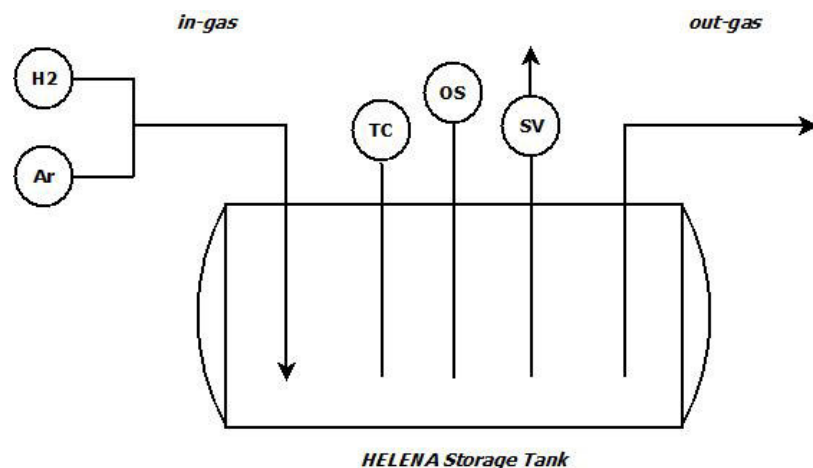 in-gas
out-gas
H2
OS
SV
TC
Ar
HELENA Storage Tank